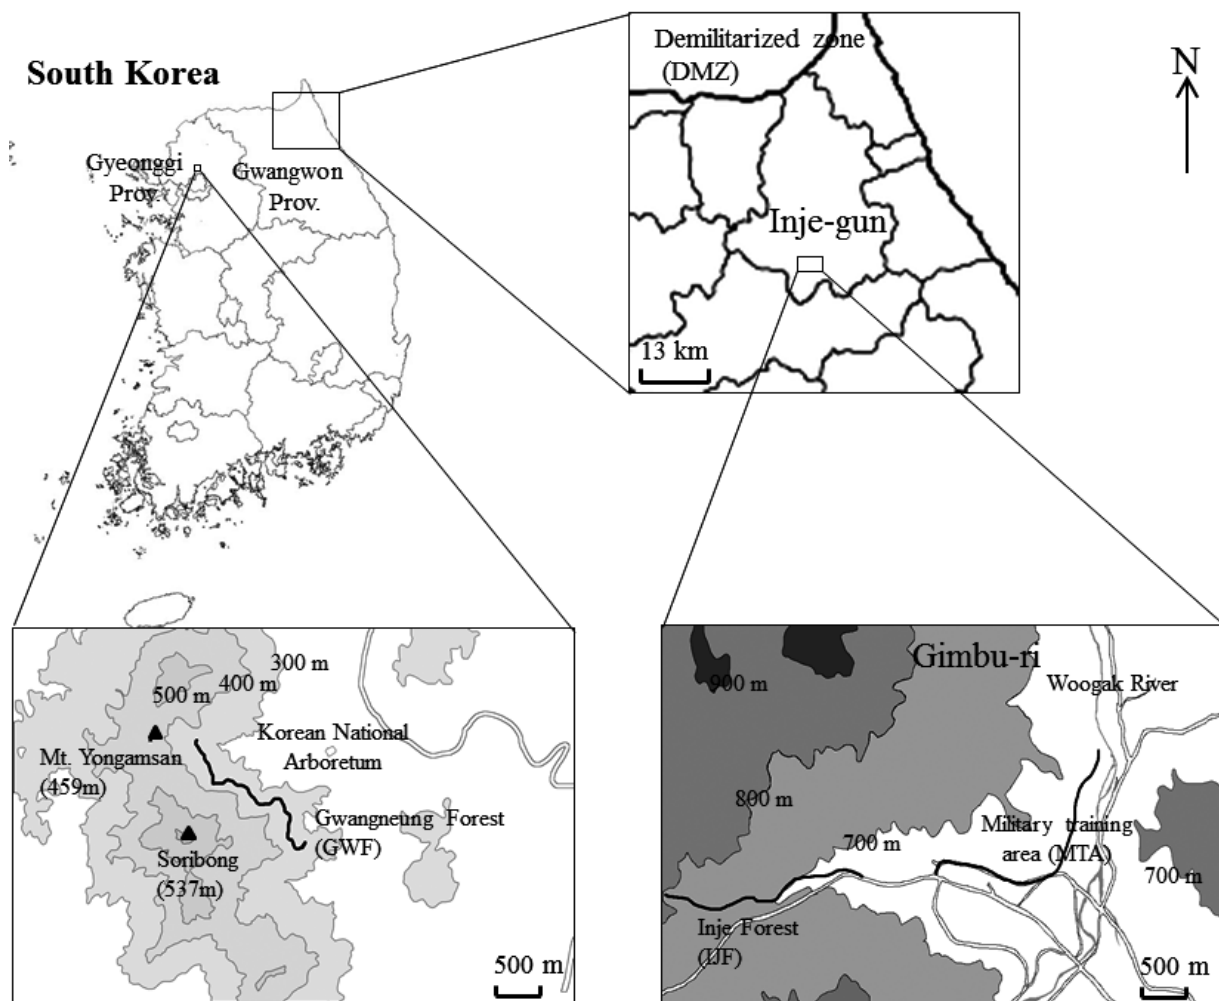 South Korea
Gyeonggi
Prov.
Gwangwon
Prov.
Demilitarized zone
(DMZ)
Inje-gun
13 km
N
300 m
400 m
500 m
Mt. Yongamsan
(459m)
Korean National
Arboretum
Gwangneung Forest
(GWF)
Soribong
(537m)
500 m
Gimbu-ri
900 m
Woogak River
800 m
Military training
area (MTA)
700 m
700 m
Inje Forest
(IJF)
500 m